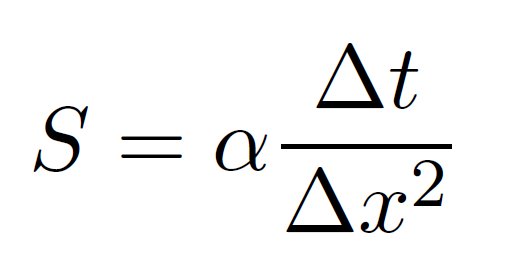 S = α Δt / Δx²